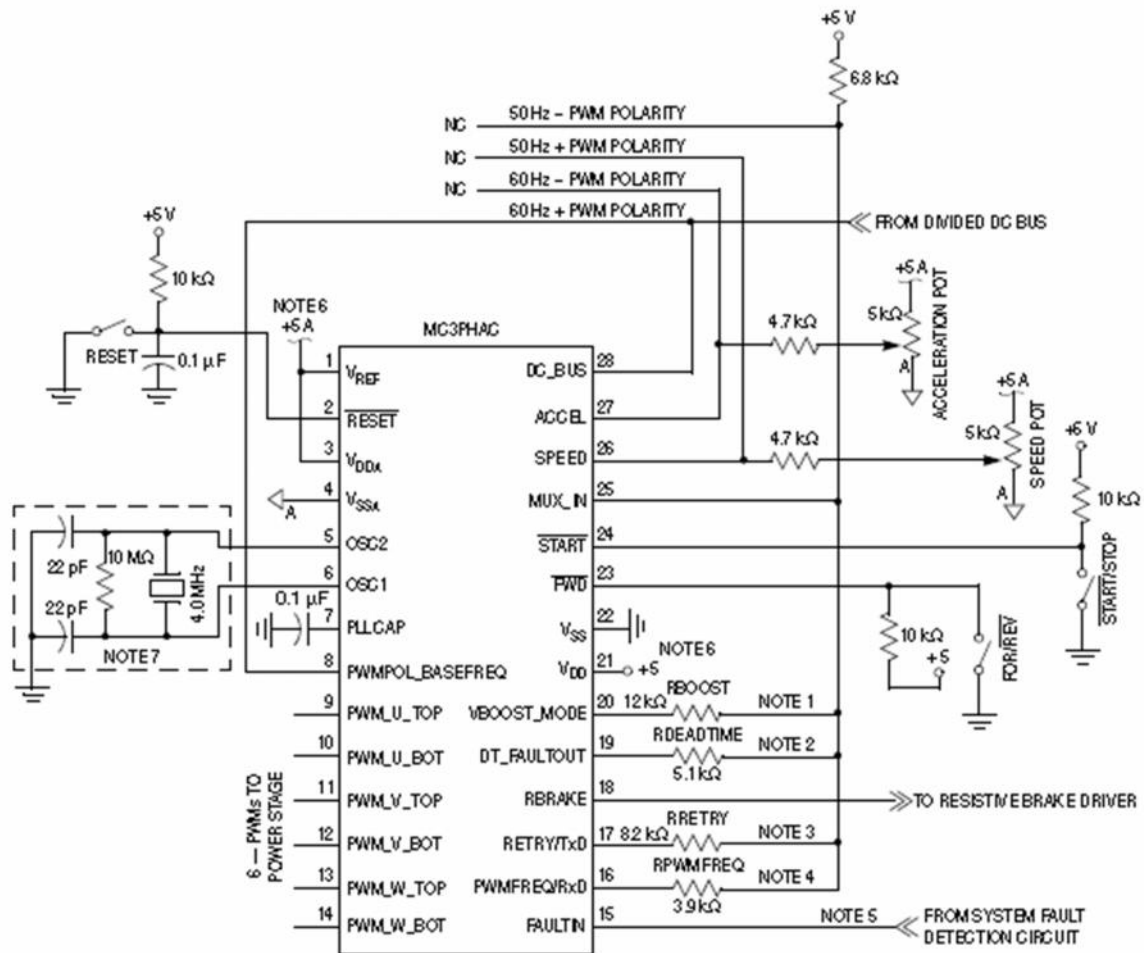 +5 V
6.8 kΩ
NC 50 Hz – PWM POLARITY
NC 50 Hz + PWM POLARITY
NC 60 Hz – PWM POLARITY
60 Hz + PWM POLARITY
FROM DIVIDED DC BUS
+5 V
10 kΩ
RESET
0.1 µF
NOTE 6
+5 A
MC3PHAC
+5 A
5 kΩ
4.7 kΩ
A
ACCELERATION POT
+5 A
5 kΩ
4.7 kΩ
A
SPEED POT
+5 V
10 kΩ
START/STOP
1 VREF
2 RESET
3 VDDA
4 VSSA
A
5 OSC2
6 OSC1
7 PLLCAP
8 PWMPOL_BASEFREQ
9 PWM_U_TOP
10 PWM_U_BOT
11 PWM_V_TOP
12 PWM_V_BOT
13 PWM_W_TOP
14 PWM_W_BOT
DC_BUS 28
ACCEL 27
SPEED 26
MUX_IN 25
START 24
FWD 23
VSS 22
VDD 21
+5
NOTE 6
VBOOST_MODE 20
12 kΩ
RBOOST
NOTE 1
DT_FAULTOUT 19
RDEADTIME
5.1 kΩ
NOTE 2
RBRAKE 18
TO RESISTIVE BRAKE DRIVER
RETRY/TxD 17
8.2 kΩ
RRETRY
NOTE 3
PWMFREQ/RxD 16
RPWMFREQ
3.9 kΩ
NOTE 4
FAULTIN 15
NOTE 5
FROM SYSTEM FAULT
DETECTION CIRCUIT
10 kΩ
+5
FOR/REV
22 pF
10 MΩ
4.0 MHz
22 pF
NOTE 7
0.1 µF
6 — PWMs TO
POWER STAGE